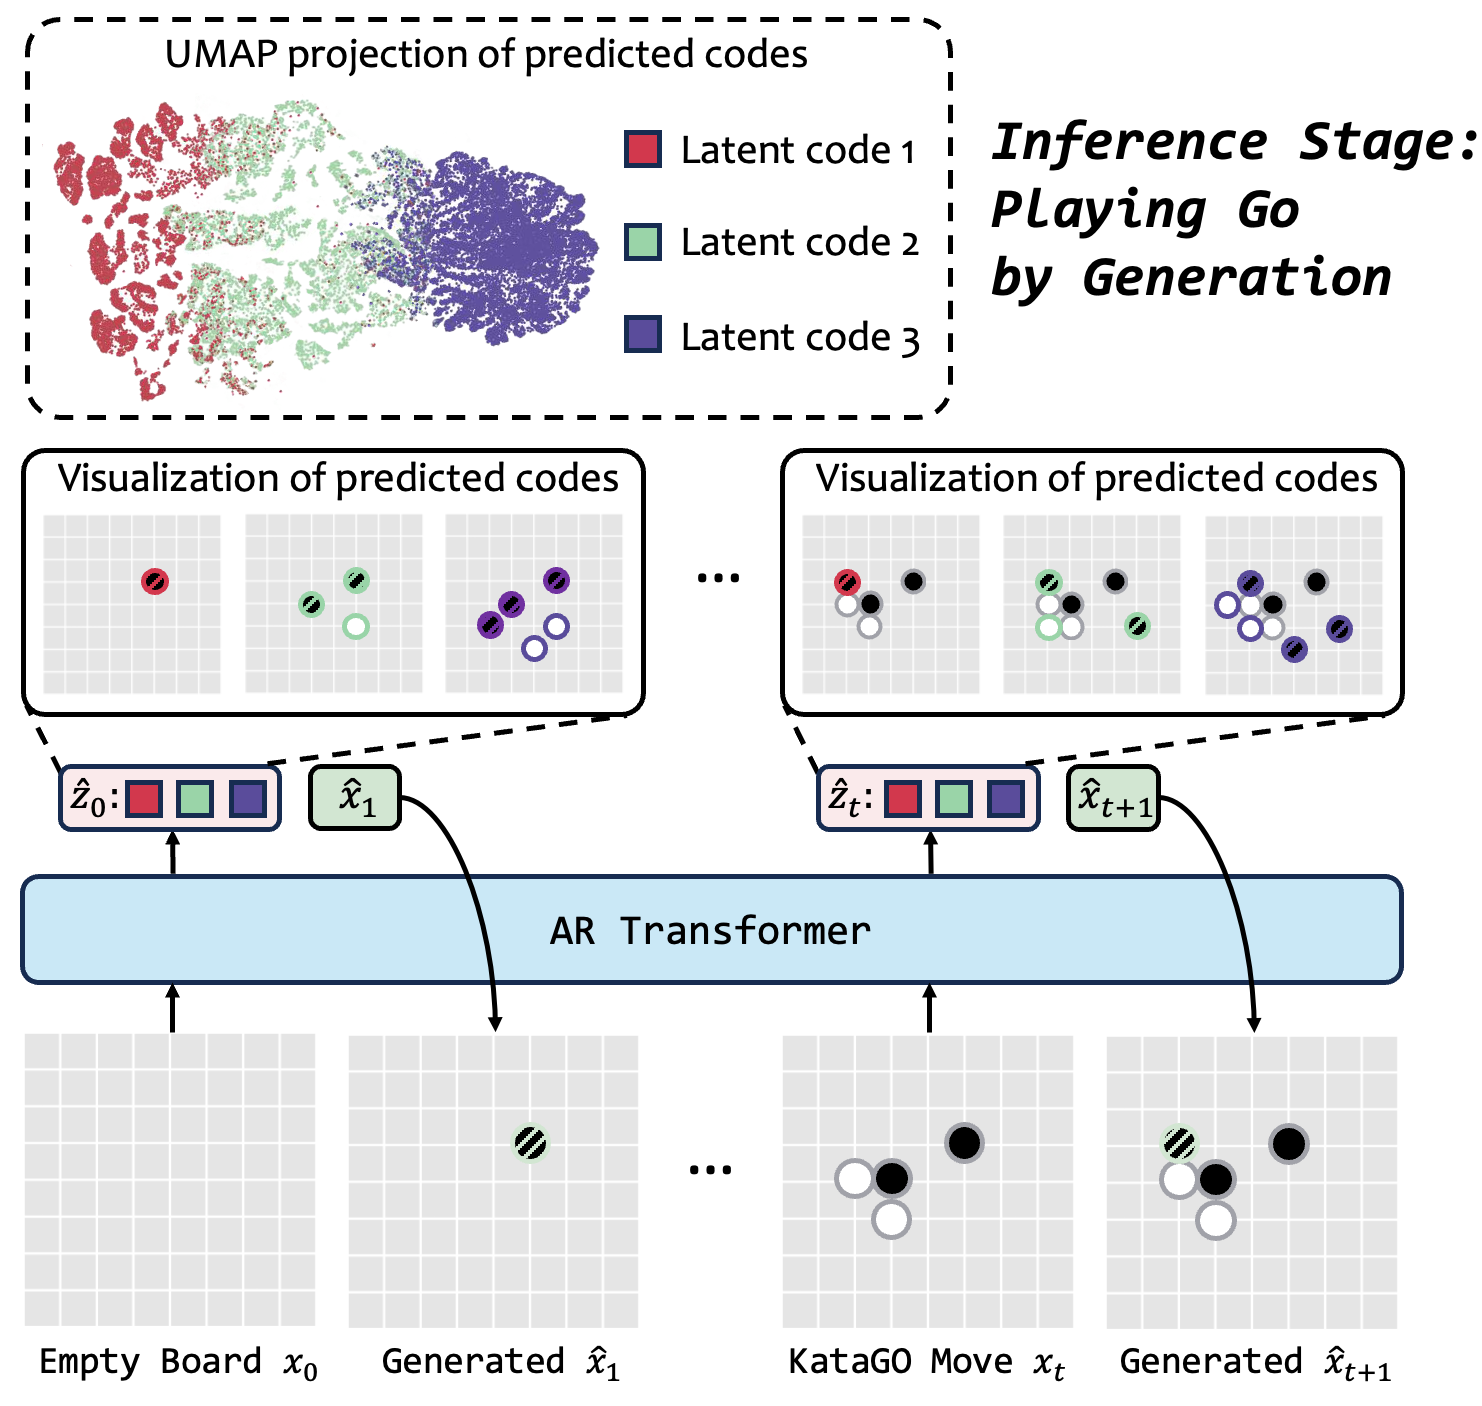 UMAP projection of predicted codes
Latent code 1
Latent code 2
Latent code 3
Inference Stage:
Playing Go
by Generation
Visualization of predicted codes
...
Visualization of predicted codes
ẑ₀:
x̂₁
ẑₜ:
x̂ₜ₊₁
AR Transformer
...
Empty Board x₀
Generated x̂₁
KataGO Move xₜ
Generated x̂ₜ₊₁